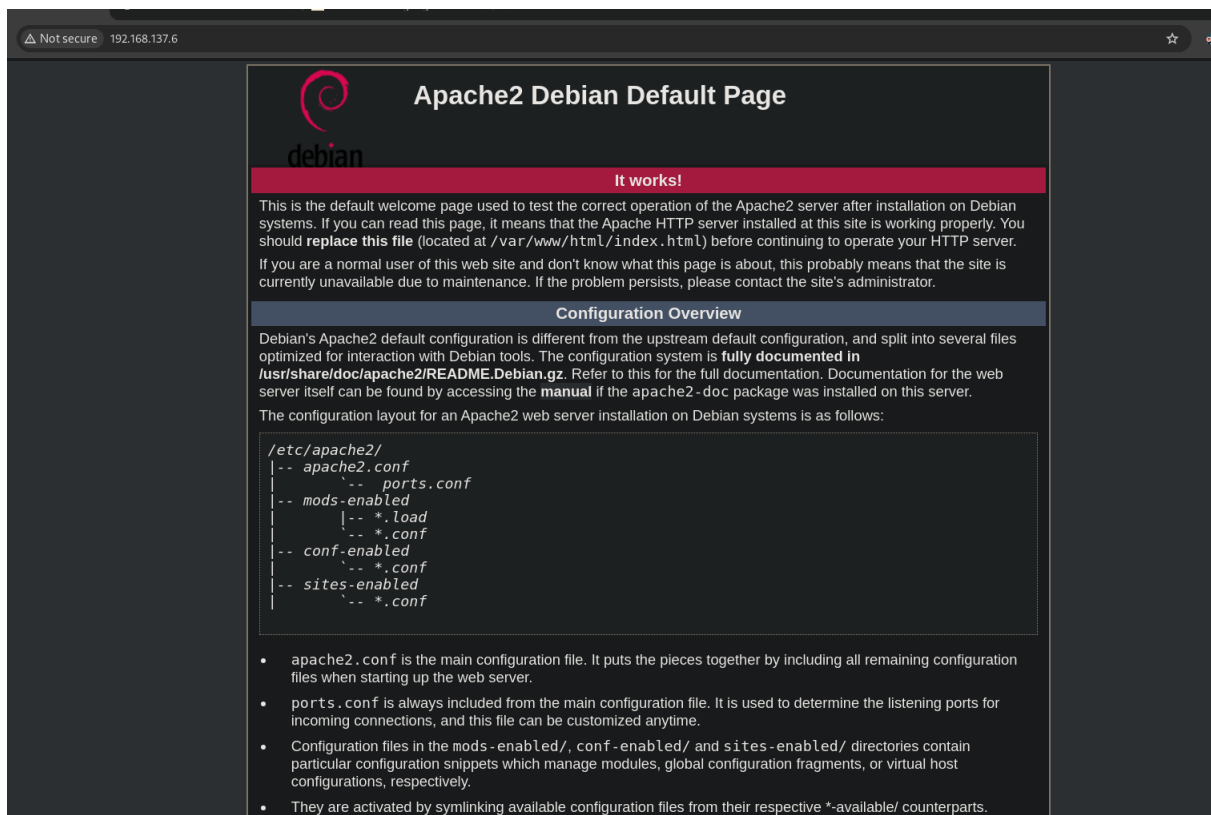 Not secure 192.168.137.6
debian
Apache2 Debian Default Page
It works!
This is the default welcome page used to test the correct operation of the Apache2 server after installation on Debian
systems. If you can read this page, it means that the Apache HTTP server installed at this site is working properly. You
should replace this file (located at /var/www/html/index.html) before continuing to operate your HTTP server.
If you are a normal user of this web site and don't know what this page is about, this probably means that the site is
currently unavailable due to maintenance. If the problem persists, please contact the site's administrator.
Configuration Overview
Debian's Apache2 default configuration is different from the upstream default configuration, and split into several files
optimized for interaction with Debian tools. The configuration system is fully documented in
/usr/share/doc/apache2/README.Debian.gz. Refer to this for the full documentation. Documentation for the web
server itself can be found by accessing the manual if the apache2-doc package was installed on this server.
The configuration layout for an Apache2 web server installation on Debian systems is as follows:
/etc/apache2/
|-- apache2.conf
|       `--  ports.conf
|-- mods-enabled
|       |-- *.load
|       `-- *.conf
|-- conf-enabled
|       `-- *.conf
|-- sites-enabled
|       `-- *.conf
• apache2.conf is the main configuration file. It puts the pieces together by including all remaining configuration
files when starting up the web server.
• ports.conf is always included from the main configuration file. It is used to determine the listening ports for
incoming connections, and this file can be customized anytime.
• Configuration files in the mods-enabled/, conf-enabled/ and sites-enabled/ directories contain
particular configuration snippets which manage modules, global configuration fragments, or virtual host
configurations, respectively.
• They are activated by symlinking available configuration files from their respective *-available/ counterparts.